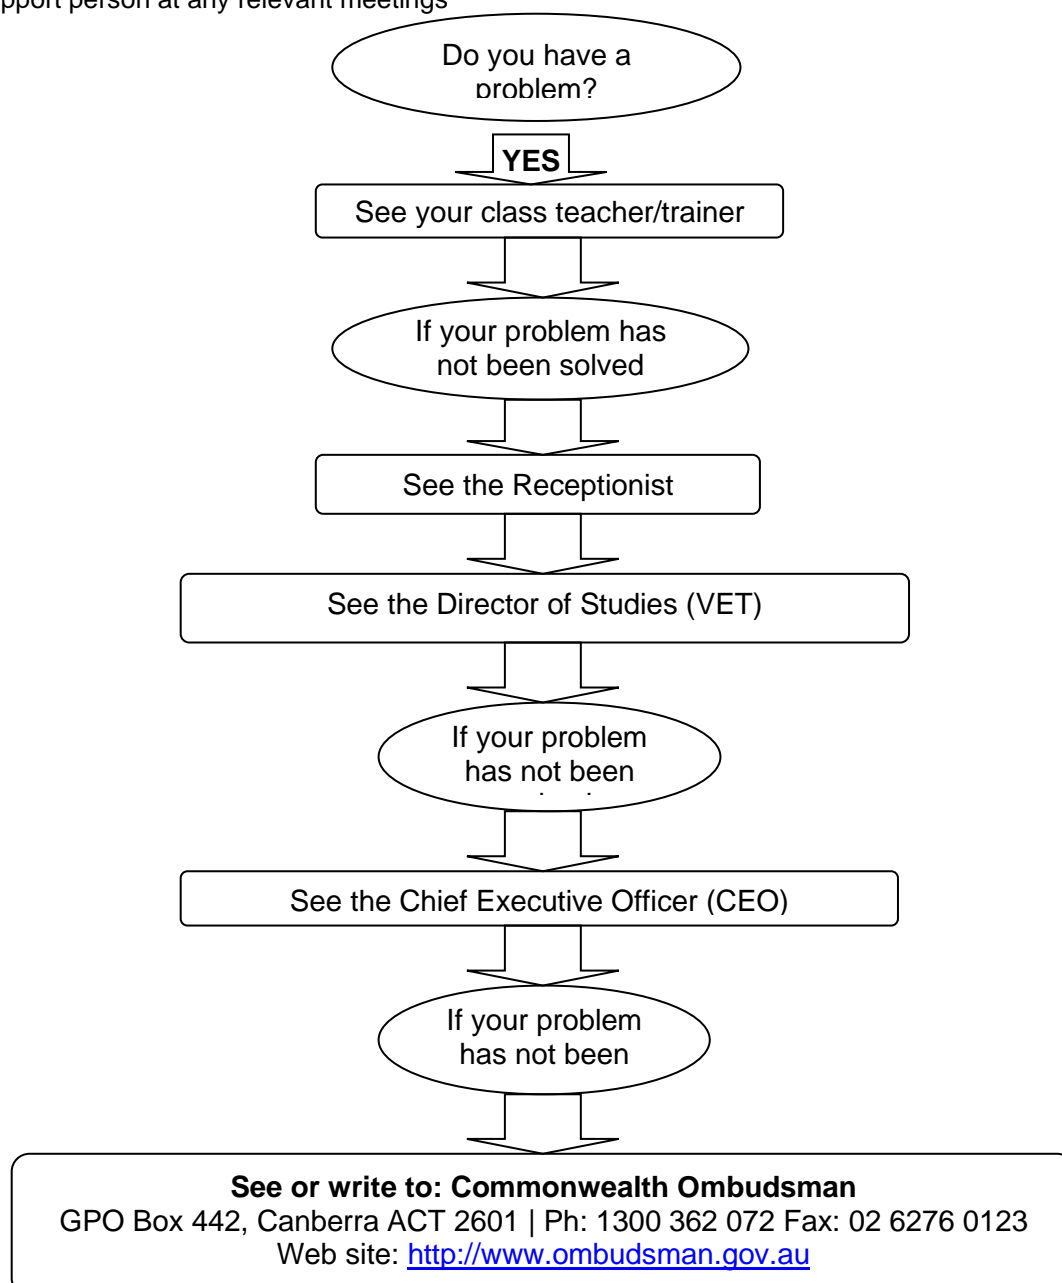 pport person at any relevant meetings
Do you have a
problem?
YES
See your class teacher/trainer
If your problem has
not been solved
See the Receptionist
See the Director of Studies (VET)
If your problem
has not been
See the Chief Executive Officer (CEO)
If your problem
has not been
See or write to: Commonwealth Ombudsman
GPO Box 442, Canberra ACT 2601 | Ph: 1300 362 072 Fax: 02 6276 0123
Web site: http://www.ombudsman.gov.au